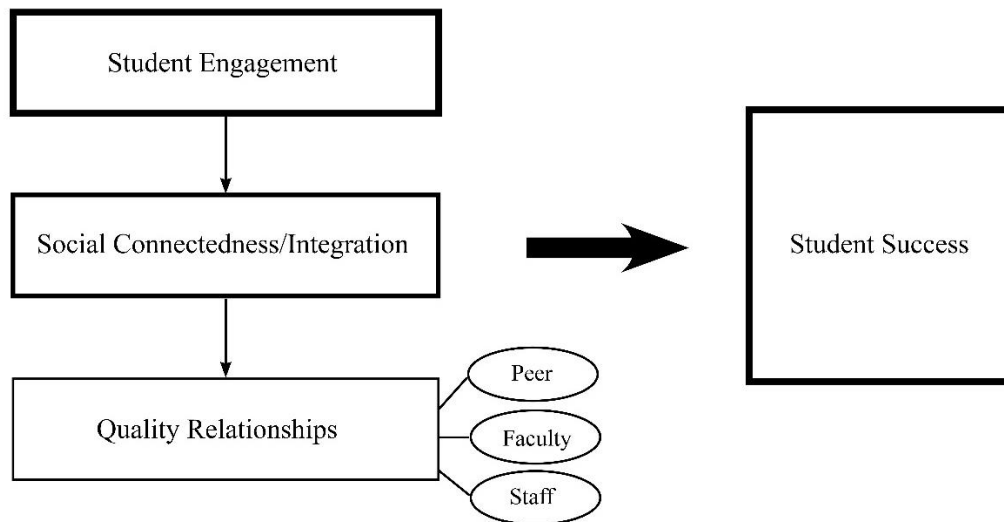 Student Engagement
Social Connectedness/Integration
Student Success
Quality Relationships
Peer
Faculty
Staff